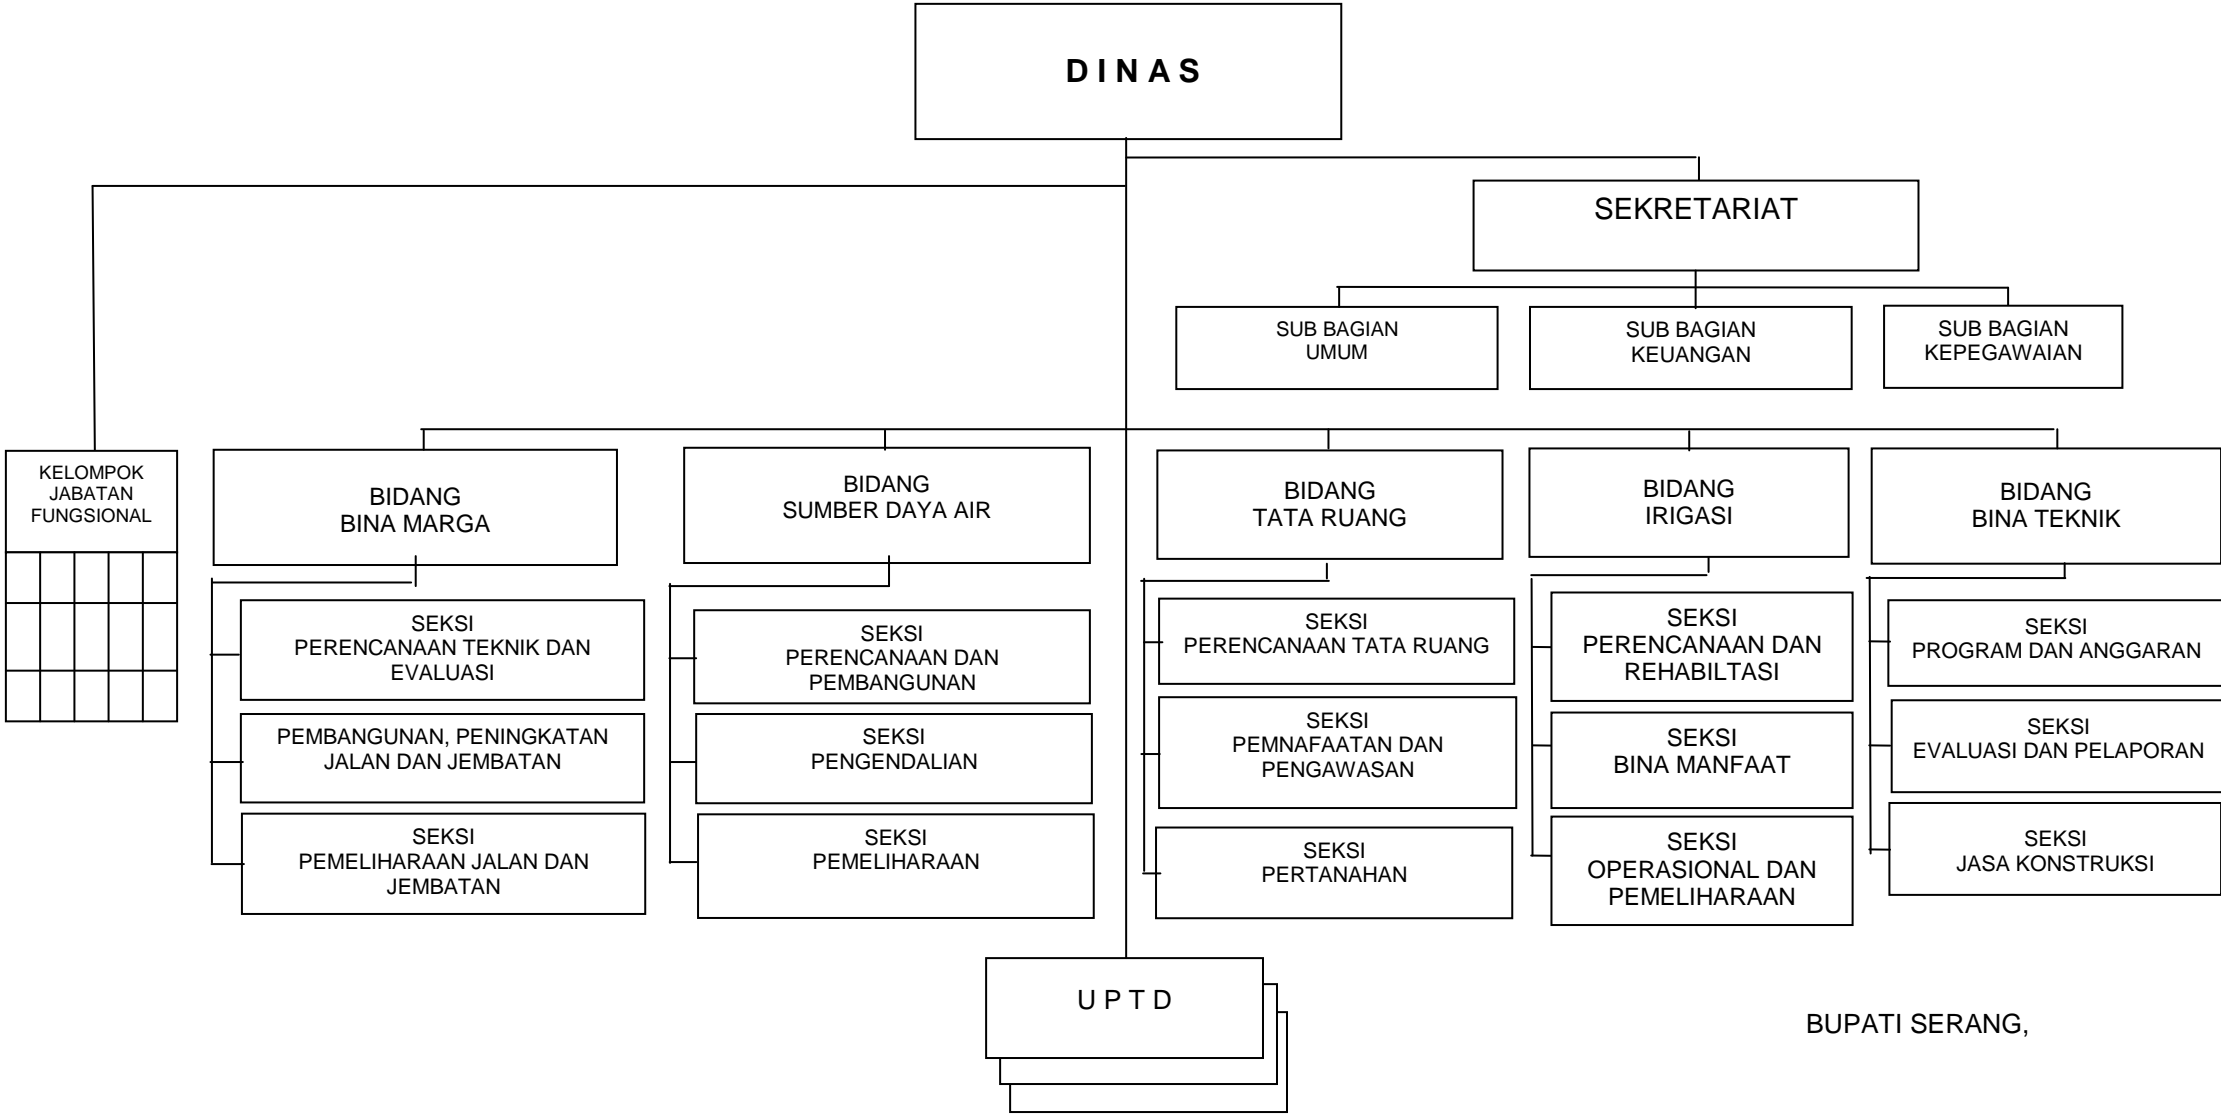 D I N A S
SEKRETARIAT
SUB BAGIAN
UMUM
SUB BAGIAN
KEUANGAN
SUB BAGIAN
KEPEGAWAIAN
KELOMPOK
JABATAN
FUNGSIONAL
BIDANG
BINA MARGA
BIDANG
SUMBER DAYA AIR
BIDANG
TATA RUANG
BIDANG
IRIGASI
BIDANG
BINA TEKNIK
SEKSI
PERENCANAAN TEKNIK DAN
EVALUASI
PEMBANGUNAN, PENINGKATAN
JALAN DAN JEMBATAN
SEKSI
PEMELIHARAAN JALAN DAN
JEMBATAN
SEKSI
PERENCANAAN DAN
PEMBANGUNAN
SEKSI
PENGENDALIAN
SEKSI
PEMELIHARAAN
SEKSI
PERENCANAAN TATA RUANG
SEKSI
PEMNAFAATAN DAN
PENGAWASAN
SEKSI
PERTANAHAN
SEKSI
PERENCANAAN DAN
REHABILTASI
SEKSI
BINA MANFAAT
SEKSI
OPERASIONAL DAN
PEMELIHARAAN
SEKSI
PROGRAM DAN ANGGARAN
SEKSI
EVALUASI DAN PELAPORAN
SEKSI
JASA KONSTRUKSI
U P T D
BUPATI SERANG,